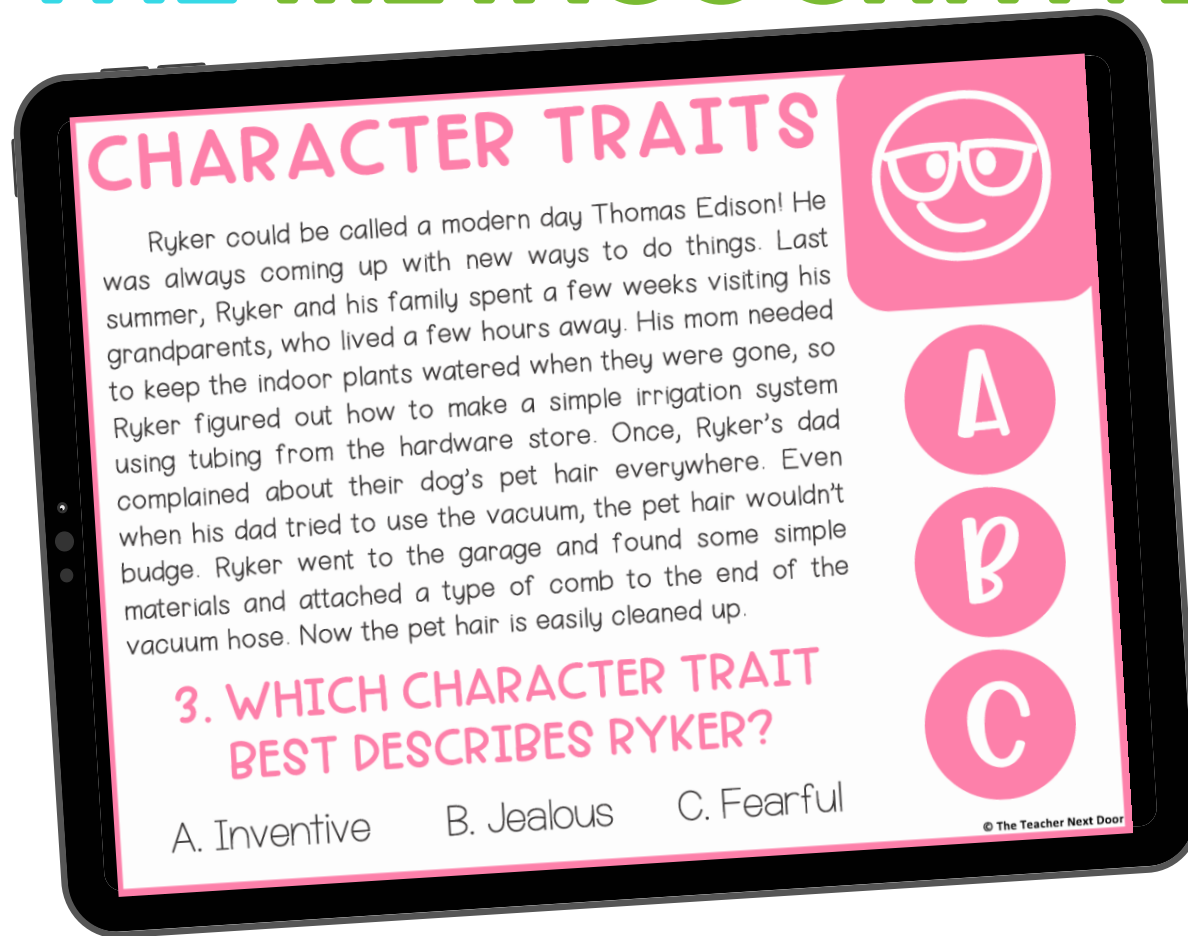 CHARACTER TRAITS
Ryker could be called a modern day Thomas Edison! He
was always coming up with new ways to do things. Last
summer, Ryker and his family spent a few weeks visiting his
grandparents, who lived a few hours away. His mom needed
to keep the indoor plants watered when they were gone, so
Ryker figured out how to make a simple irrigation system
using tubing from the hardware store. Once, Ryker's dad
complained about their dog's pet hair everywhere. Even
when his dad tried to use the vacuum, the pet hair wouldn't
budge. Ryker went to the garage and found some simple
materials and attached a type of comb to the end of the
vacuum hose. Now the pet hair is easily cleaned up.
3. WHICH CHARACTER TRAIT
BEST DESCRIBES RYKER?
A. Inventive B. Jealous C. Fearful
A
B
C
© The Teacher Next Door